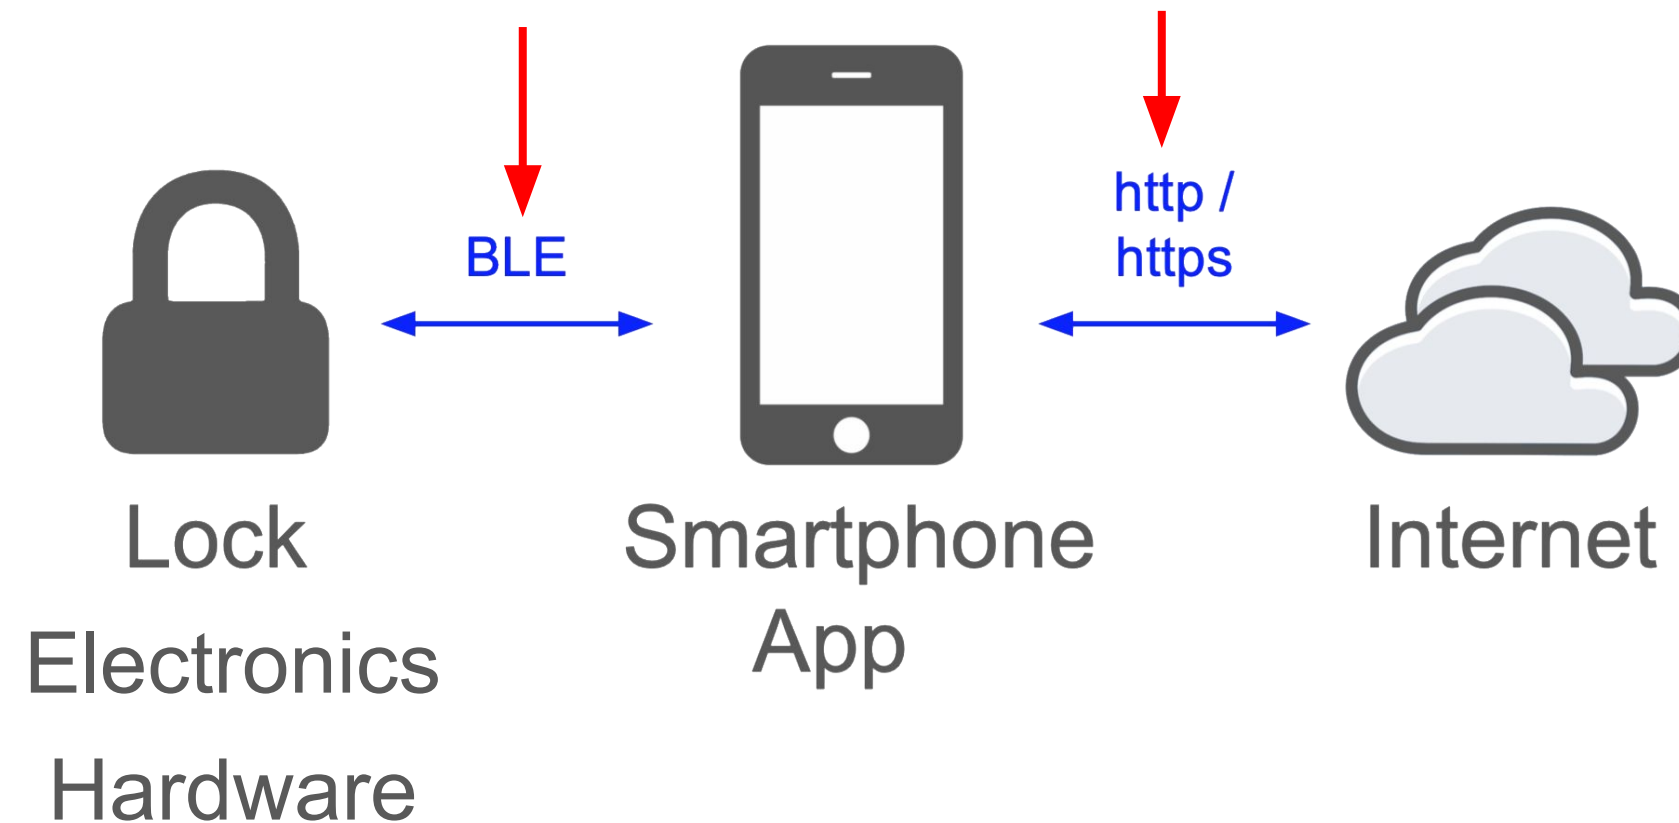 BLE
http /
https
Lock
Electronics
Hardware
Smartphone
App
Internet